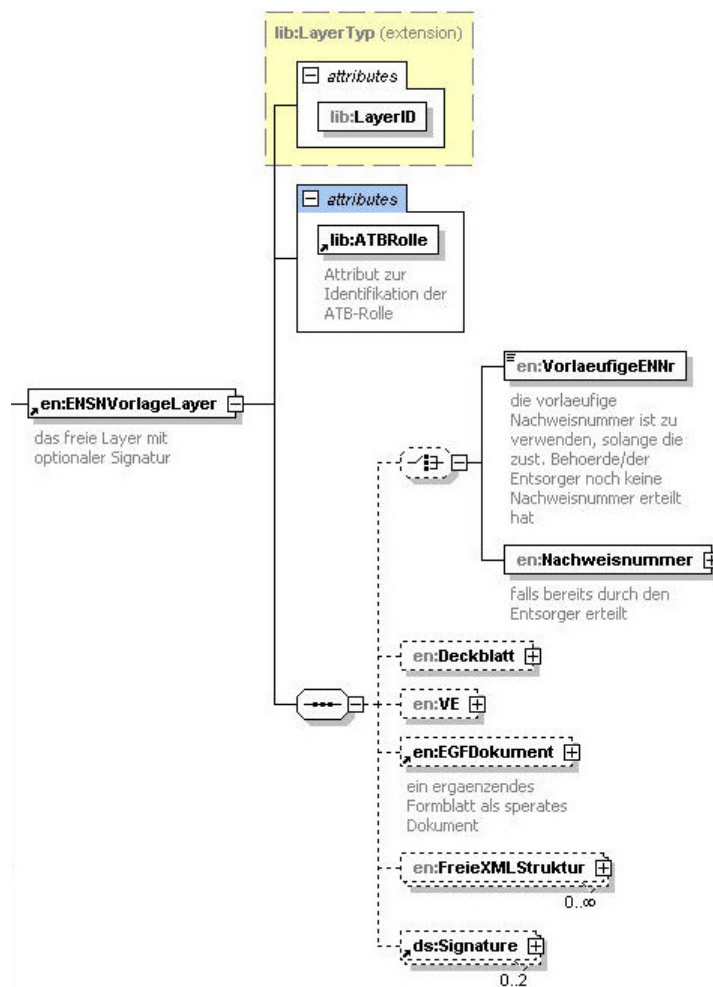 lib:LayerTyp (extension)
attributes
lib:LayerID
attributes
lib:ATBRolle
Attribut zur
Identifikation der
ATB-Rolle
en:ENSNVorlageLayer
das freie Layer mit
optionaler Signatur
en:VorlaeufigeENNr
die vorlaeufige
Nachweisnummer ist zu
verwenden, solange die
zust. Behoerde/der
Entsorger noch keine
Nachweisnummer erteilt
hat
en:Nachweisnummer
falls bereits durch den
Entsorger erteilt
en:Deckblatt
en:VE
en:EGFDokument
ein ergaenzendes
Formblatt als sperates
Dokument
en:FreieXMLStruktur
0..∞
ds:Signature
0..2